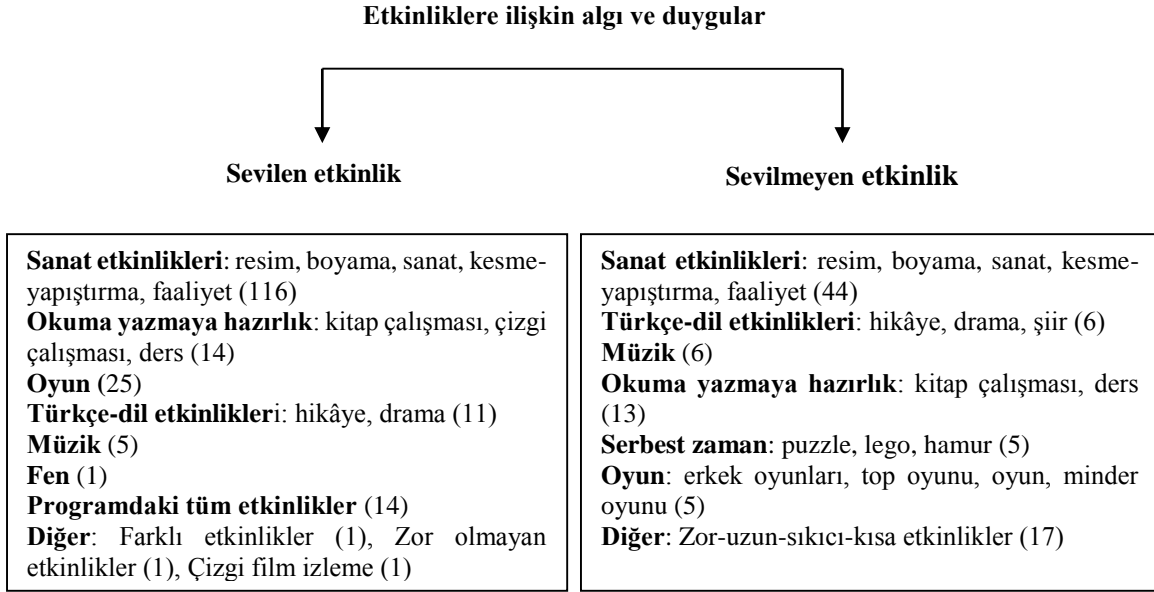 Etkinliklere ilişkin algı ve duygular
Sevilen etkinlik
Sevilmeyen etkinlik
Sanat etkinlikleri: resim, boyama, sanat, kesme-
yapıştırma, faaliyet (116)
Okuma yazmaya hazırlık: kitap çalışması, çizgi
çalışması, ders (14)
Oyun (25)
Türkçe-dil etkinlikleri: hikâye, drama (11)
Müzik (5)
Fen (1)
Programdaki tüm etkinlikler (14)
Diğer: Farklı etkinlikler (1), Zor olmayan
etkinlikler (1), Çizgi film izleme (1)
Sanat etkinlikleri: resim, boyama, sanat, kesme-
yapıştırma, faaliyet (44)
Türkçe-dil etkinlikleri: hikâye, drama, şiir (6)
Müzik (6)
Okuma yazmaya hazırlık: kitap çalışması, ders
(13)
Serbest zaman: puzzle, lego, hamur (5)
Oyun: erkek oyunları, top oyunu, oyun, minder
oyunu (5)
Diğer: Zor-uzun-sıkıcı-kısa etkinlikler (17)